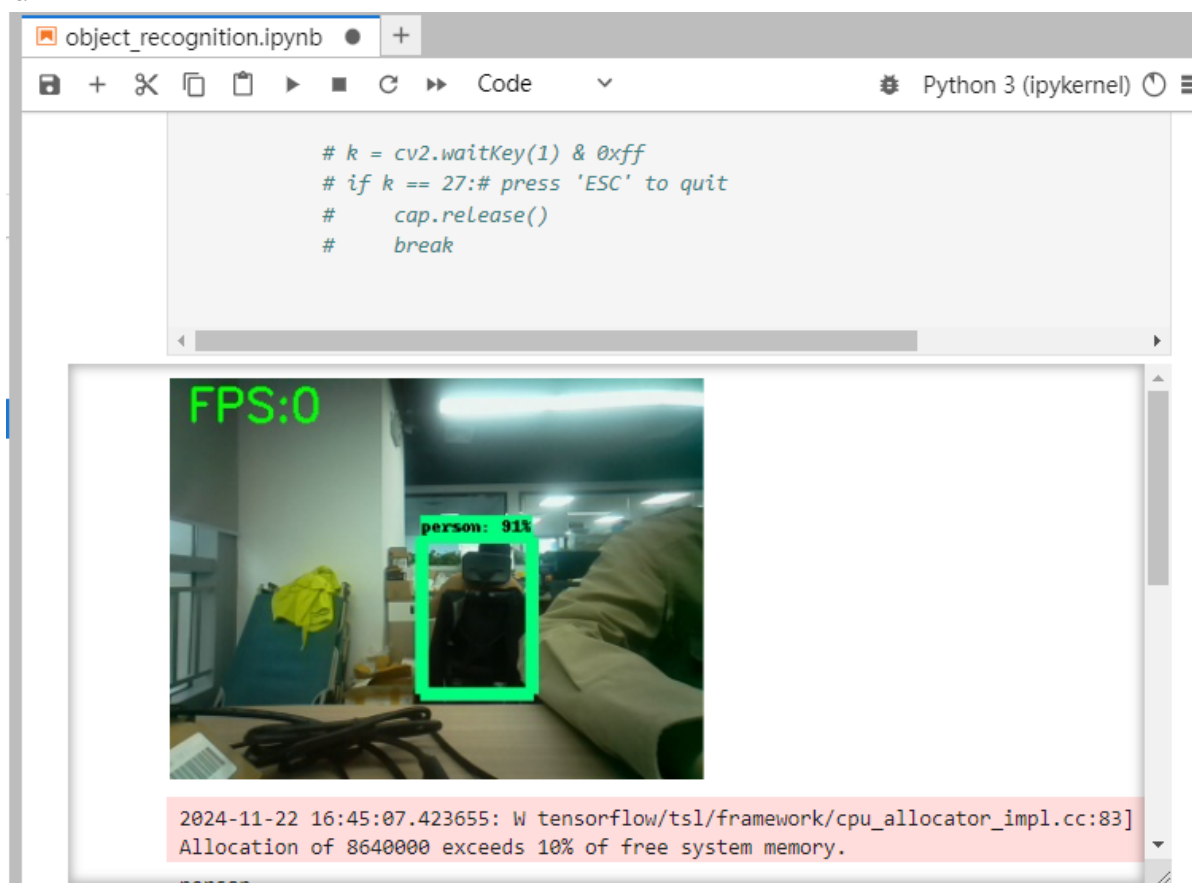 object_recognition.ipynb
Code
Python 3 (ipykernel)
# k = cv2.waitKey(1) & 0xff
# if k == 27:# press 'ESC' to quit
#     cap.release()
#     break
FPS:0
person: 91%
2024-11-22 16:45:07.423655: W tensorflow/tsl/framework/cpu_allocator_impl.cc:83]
Allocation of 8640000 exceeds 10% of free system memory.